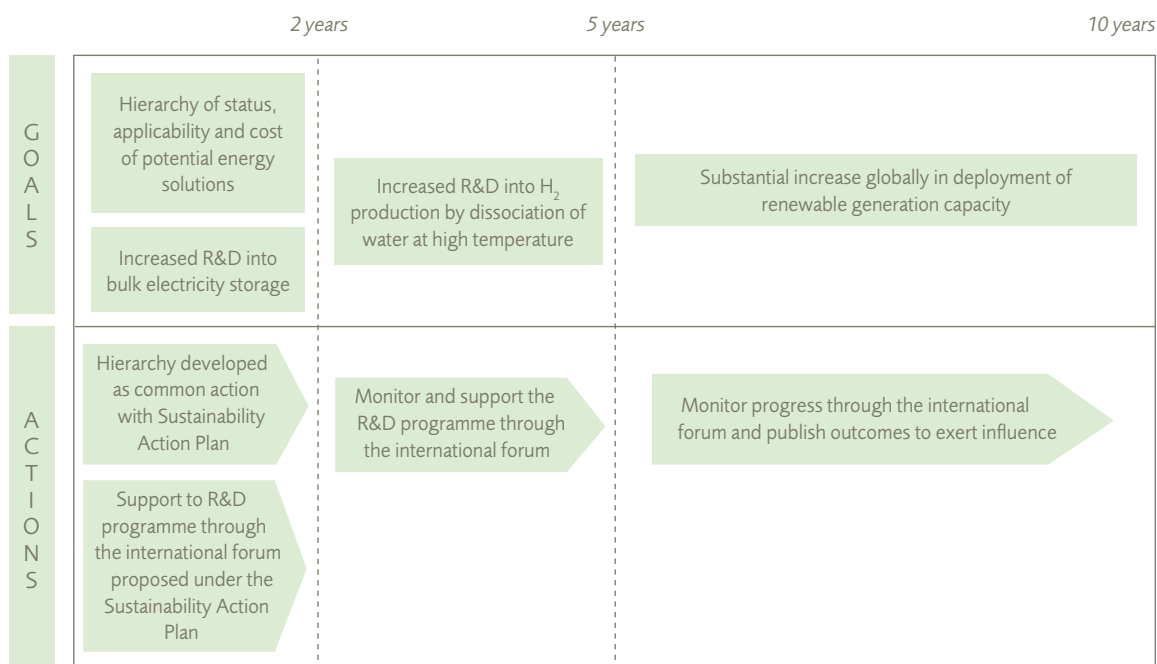 2 years
5 years
10 years
GOALS
Hierarchy of status,
applicability and cost
of potential energy
solutions
Increased R&D into
bulk electricity storage
Increased R&D into H2
production by dissociation of
water at high temperature
Substantial increase globally in deployment of
renewable generation capacity
ACTIONS
Hierarchy developed
as common action
with Sustainability
Action Plan
Support to R&D
programme through
the international forum
proposed under the
Sustainability Action
Plan
Monitor and support the
R&D programme through
the international forum
Monitor progress through the international
forum and publish outcomes to exert influence